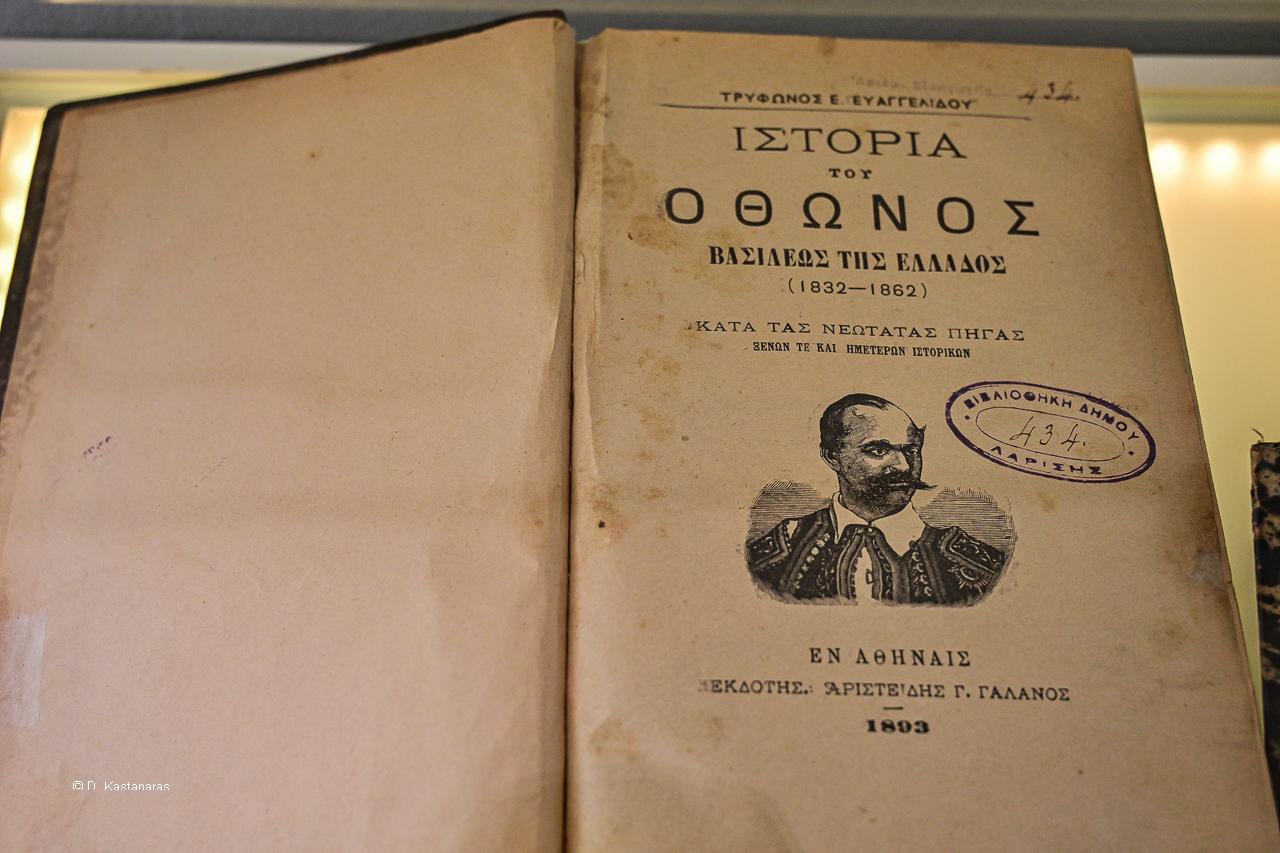 434.
ΤΡΥΦΩΝΟΣ Ε. ΕΥΑΓΓΕΛΙΔΟΥ
ΙΣΤΟΡΙΑ
ΤΟΥ
ΟΘΩΝΟΣ
ΒΑΣΙΛΕΩΣ ΤΗΣ ΕΛΛΑΔΟΣ
(1832—1862)
ΚΑΤΑ ΤΑΣ ΝΕΩΤΑΤΑΣ ΠΗΓΑΣ
ΞΕΝΩΝ ΤΕ ΚΑΙ ΗΜΕΤΕΡΩΝ ΙΣΤΟΡΙΚΩΝ
ΒΙΒΛΙΟΘΗΚΗ ΔΗΜΟΥ
434.
ΛΑΡΙΣΗΣ
ΕΝ ΑΘΗΝΑΙΣ
ΕΚΔΟΤΗΣ: ΑΡΙΣΤΕΙΔΗΣ Γ. ΓΑΛΑΝΟΣ
1893
© D. Kastanaras